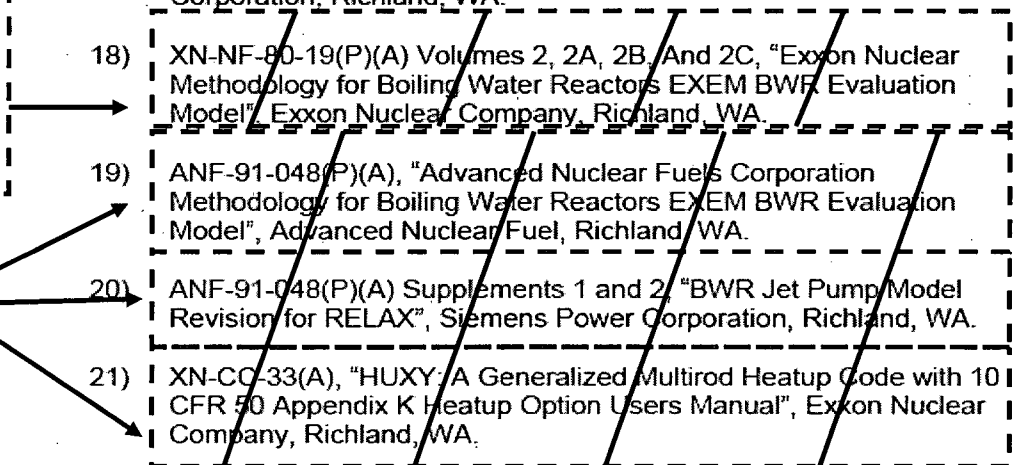 Corporation, Richland, WA.
18) XN-NF-80-19(P)(A) Volumes 2, 2A, 2B, And 2C, "Exxon Nuclear
Methodology for Boiling Water Reactors EXEM BWR Evaluation
Model", Exxon Nuclear Company, Richland, WA.
19) ANF-91-048(P)(A), "Advanced Nuclear Fuels Corporation
Methodology for Boiling Water Reactors EXEM BWR Evaluation
Model", Advanced Nuclear Fuel, Richland, WA.
20) ANF-91-048(P)(A) Supplements 1 and 2, "BWR Jet Pump Model
Revision for RELAX", Siemens Power Corporation, Richland, WA.
21) XN-CC-33(A), "HUXY: A Generalized Multirod Heatup Code with 10
CFR 50 Appendix K Heatup Option Users Manual", Exxon Nuclear
Company, Richland, WA.